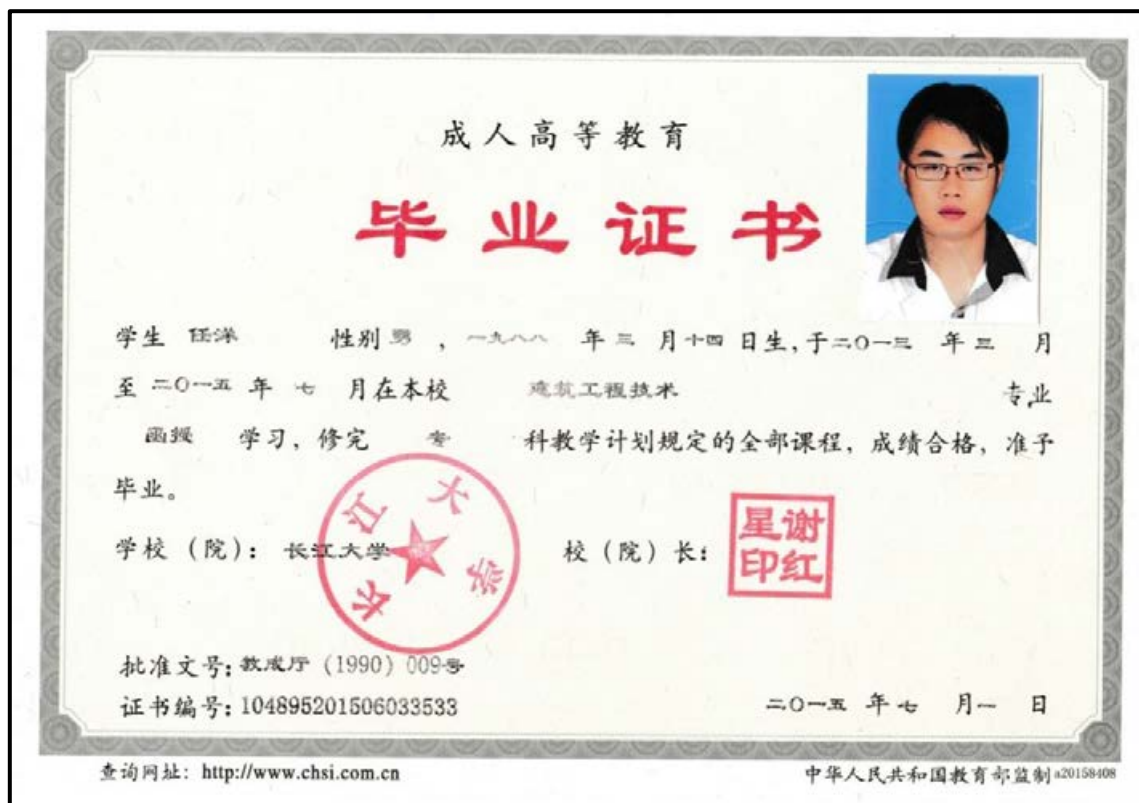 成人高等教育
毕业证书
学生 任洋 性别 男 ，一九八八 年 三 月 十四 日生，于二〇一三 年 三 月
至 二〇一五 年 七 月在本校 建筑工程技术 专业
函授 学习，修完 专 科教学计划规定的全部课程，成绩合格，准予
毕业。
学校（院）：长江大学 校（院）长：
长江大学
谢红星印
批准文号：教成厅（1990）009号
证书编号：104895201506033533 二〇一五 年 七 月 一 日
查询网址：http://www.chsi.com.cn 中华人民共和国教育部监制 a20158408